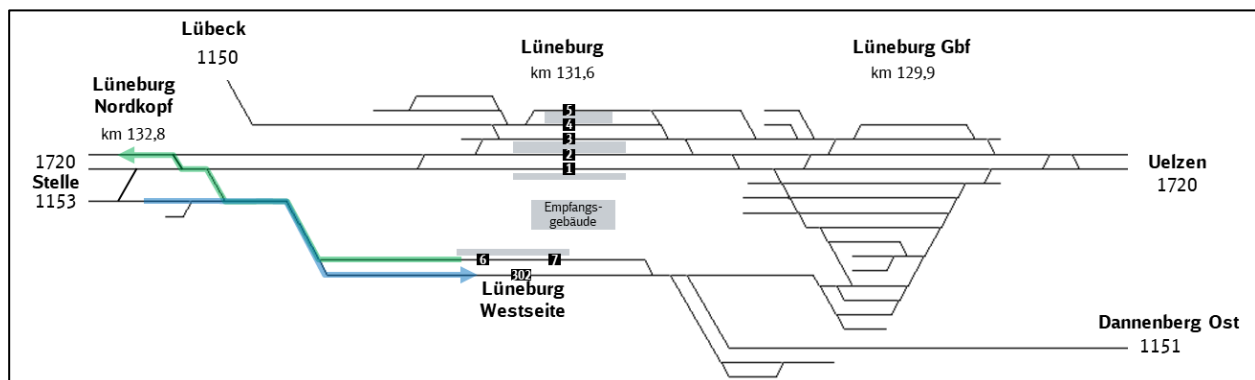 Lübeck
1150
Lüneburg
km 131,6
Lüneburg Gbf
km 129,9
Lüneburg
Nordkopf
km 132,8
5
4
3
2
1
1720
Stelle
1153
Uelzen
1720
Empfangs-
gebäude
6
7
302
Lüneburg
Westseite
Dannenberg Ost
1151